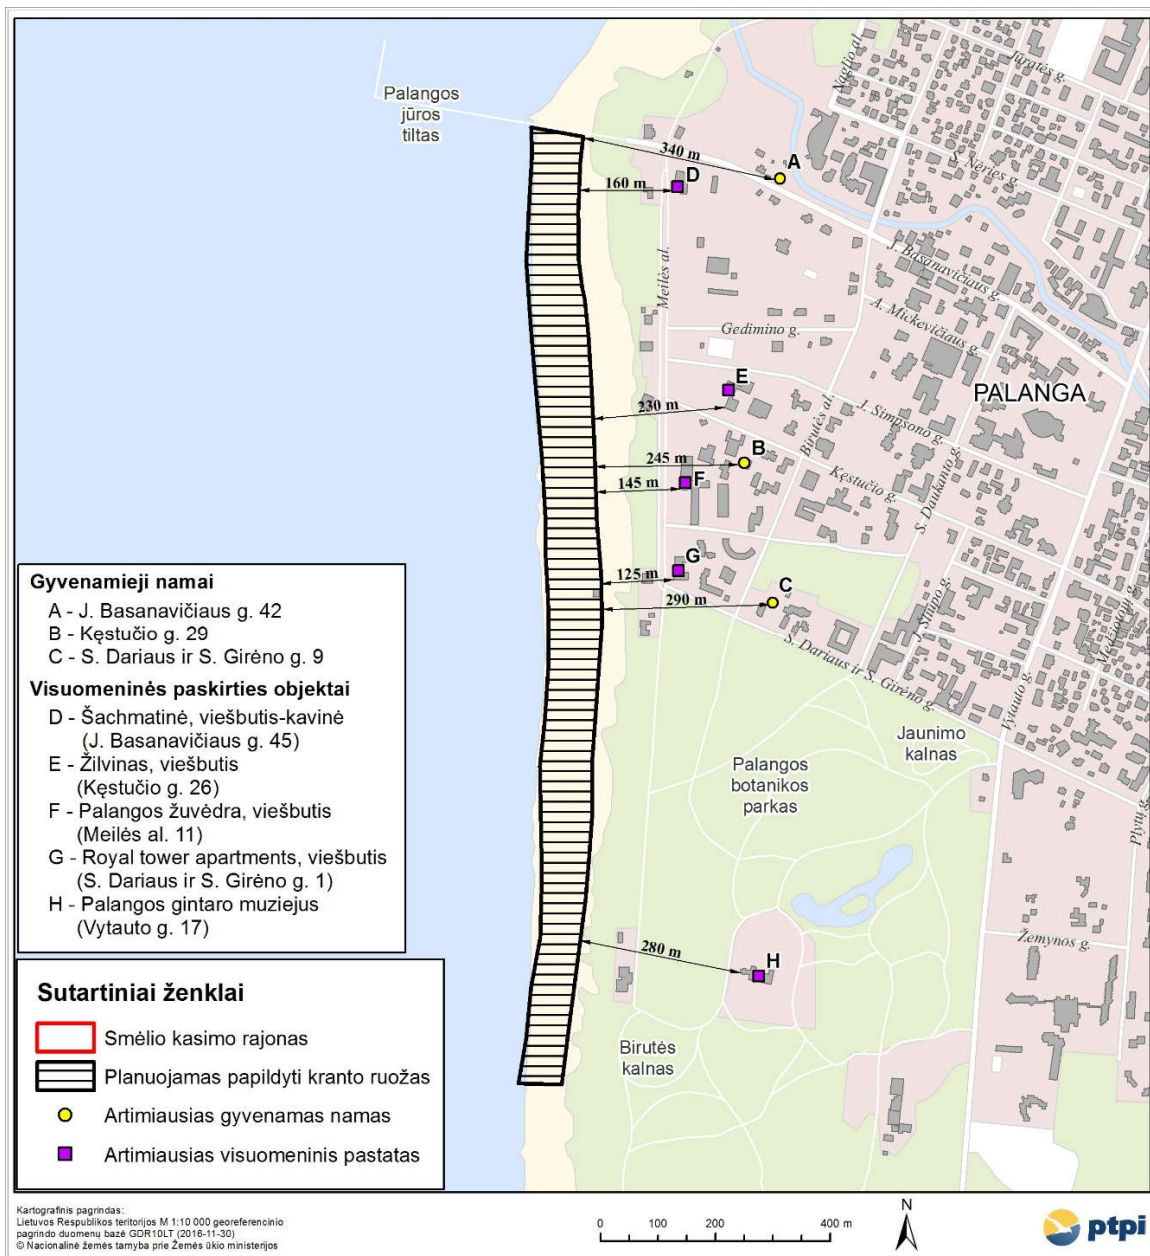 Palangos
jūros
tiltas
Naglio al.
Jūratės g.
S. Nėries g.
340 m
A
160 m
D
Meilės al.
J. Basanavičiaus g.
A. Mickevičiaus g.
Gedimino g.
PALANGA
E
230 m
J. Simpsono g.
Birutės al.
B
245 m
Kęstučio g.
S. Daukanto g.
F
145 m
G
125 m
C
290 m
J. Šliūpo g.
Medžiotojų g.
S. Dariaus ir S. Girėno g.
Vytauto g.
Jaunimo
kalnas
Palangos
botanikos
parkas
Plytų g.
Žemynos g.
280 m
H
Birutės
kalnas
Gyvenamieji namai
A - J. Basanavičiaus g. 42
B - Kęstučio g. 29
C - S. Dariaus ir S. Girėno g. 9
Visuomeninės paskirties objektai
D - Šachmatinė, viešbutis-kavinė
(J. Basanavičiaus g. 45)
E - Žilvinas, viešbutis
(Kęstučio g. 26)
F - Palangos žuvėdra, viešbutis
(Meilės al. 11)
G - Royal tower apartments, viešbutis
(S. Dariaus ir S. Girėno g. 1)
H - Palangos gintaro muziejus
(Vytauto g. 17)
Sutartiniai ženklai
Smėlio kasimo rajonas
Planuojamas papildyti kranto ruožas
Artimiausias gyvenamas namas
Artimiausias visuomeninis pastatas
Kartografinis pagrindas:
Lietuvos Respublikos teritorijos M 1:10 000 georeferencinio
pagrindo duomenų bazė GDR10LT (2016-11-30)
© Nacionalinė žemės tarnyba prie Žemės ūkio ministerijos
0 100 200 400 m
N
ptpi